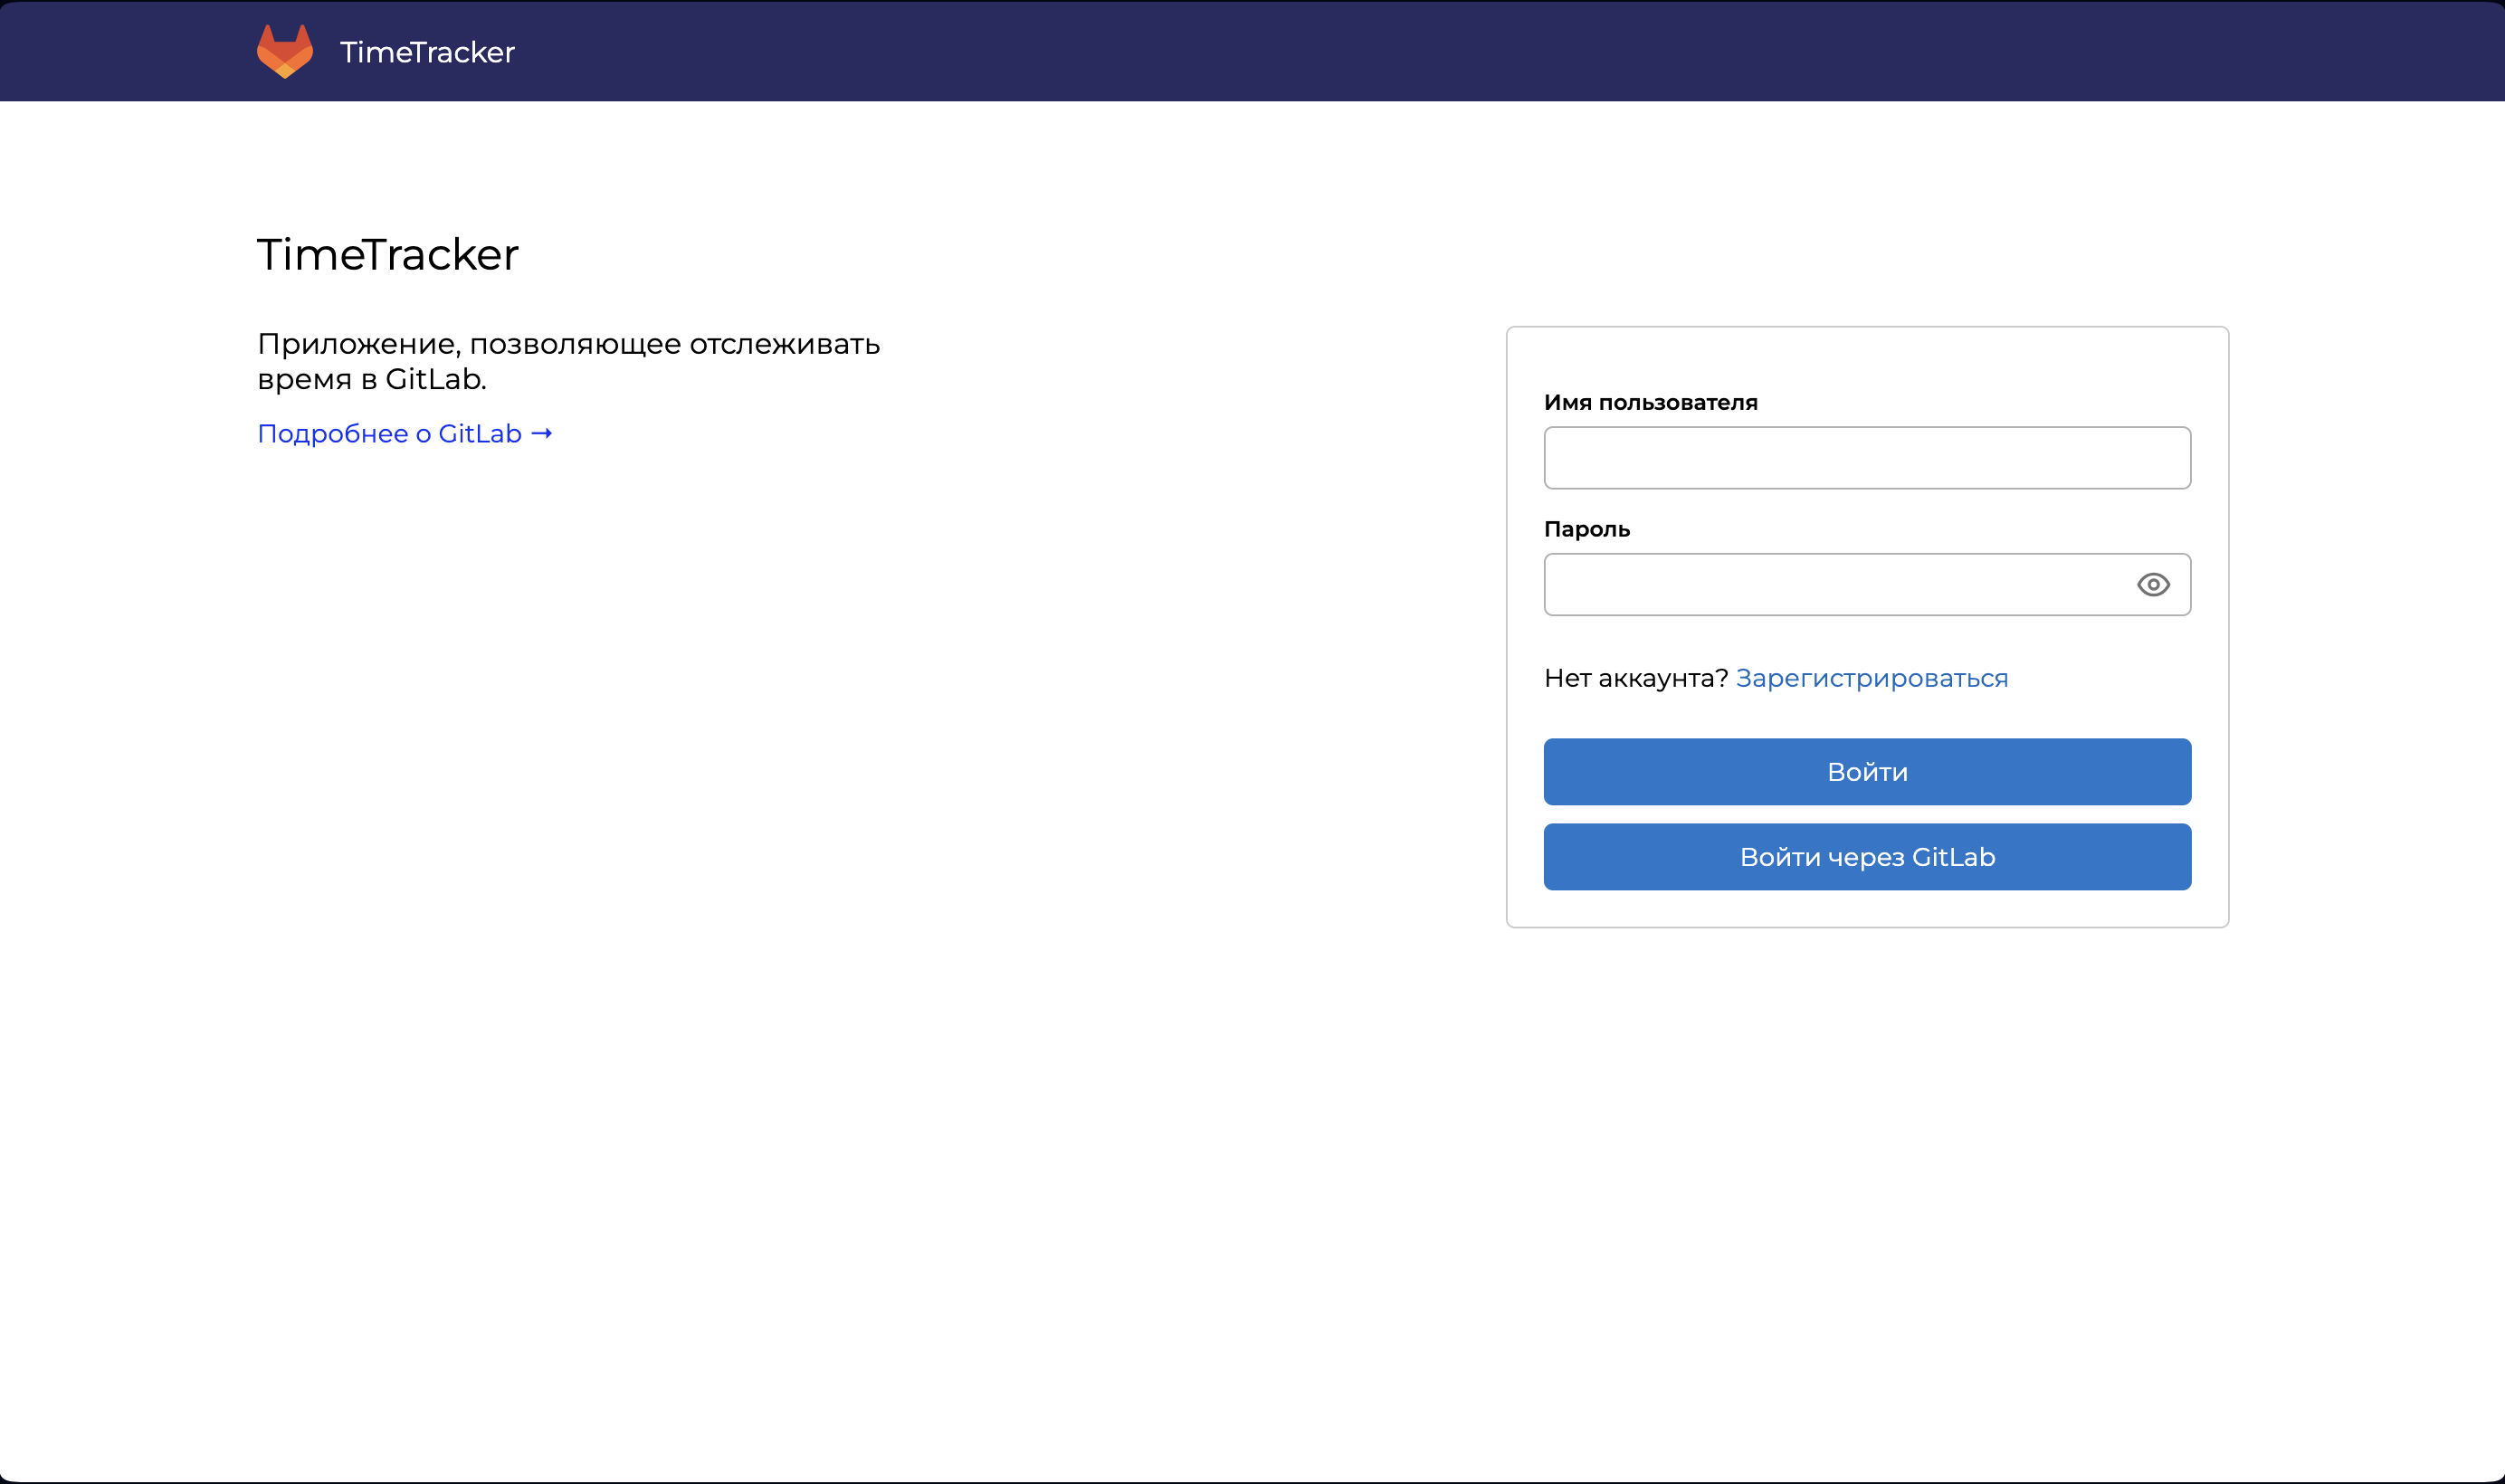 TimeTracker
TimeTracker
Приложение, позволяющее отслеживать
время в GitLab.
Подробнее о GitLab →
Имя пользователя
Пароль
Нет аккаунта? Зарегистрироваться
Войти
Войти через GitLab